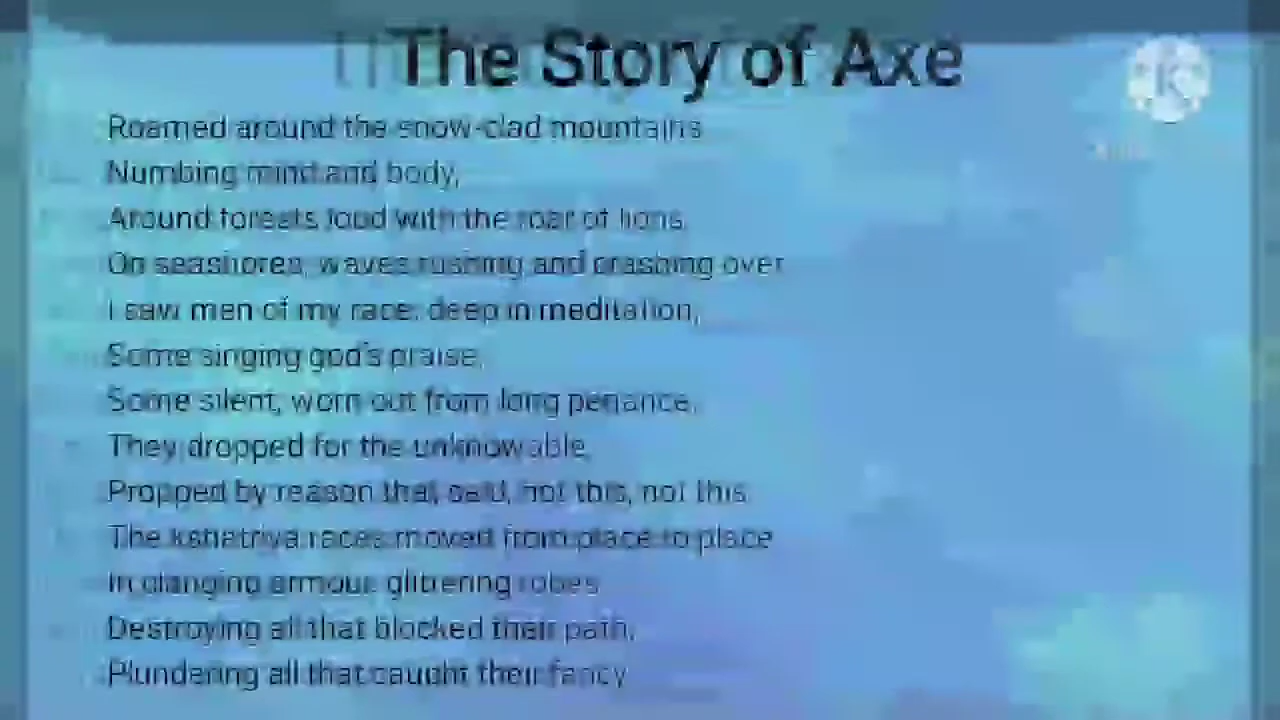 The Story of Axe
K
Roamed around the snow-clad mountains
Numbing mind and body,
Around forests loud with the roar of lions,
On seashores, waves rushing and crashing over
I saw men of my race, deep in meditation,
Some singing god's praise,
Some silent, worn out from long penance,
They dropped for the unknowable,
Propped by reason that said, not this, not this
The kshatriya races moved from place to place
In clanging armour, glittering robes
Destroying all that blocked their path,
Plundering all that caught their fancy